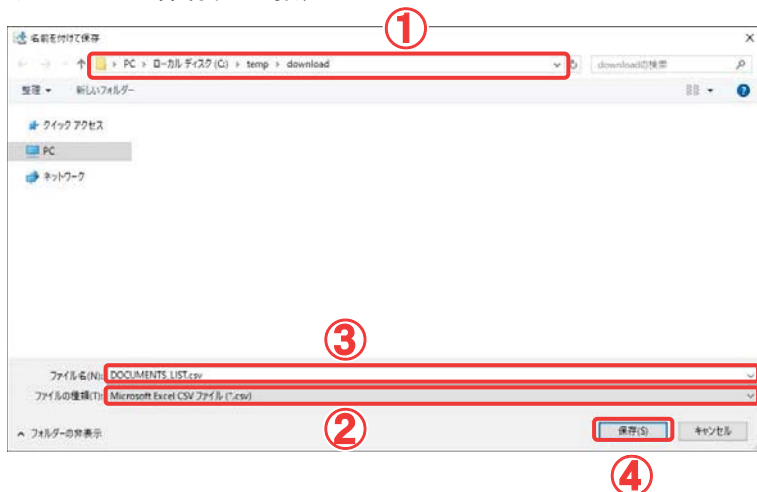 ①
名前を付けて保存
PC › ローカル ディスク (C:) › temp › download
downloadの検索
整理 新しいフォルダー
クイック アクセス
PC
ネットワーク
③
ファイル名(N): DOCUMENTS_LIST.csv
ファイルの種類(T): Microsoft Excel CSV ファイル (*.csv)
②
フォルダーの非表示
保存(S) キャンセル
④